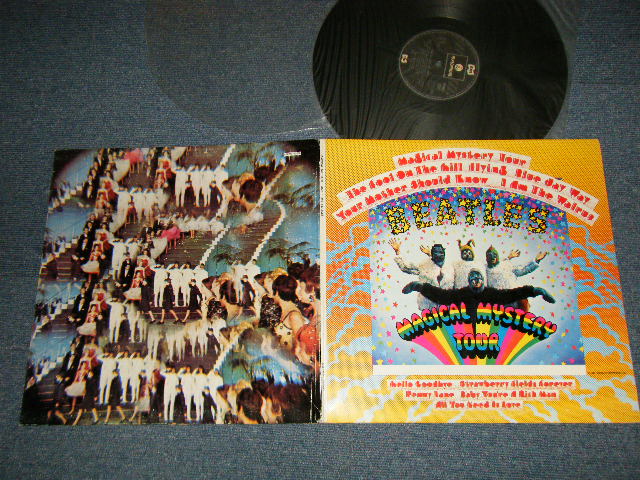 Magical Mystery Tour
The Fool On The Hill Flying Blue Jay Way
Your Mother Should Know I Am The Walrus
BEATLES
MAGICAL MYSTERY
TOUR
Hello Goodbye Strawberry Fields Forever
Penny Lane Baby You're A Rich Man
All You Need Is Love